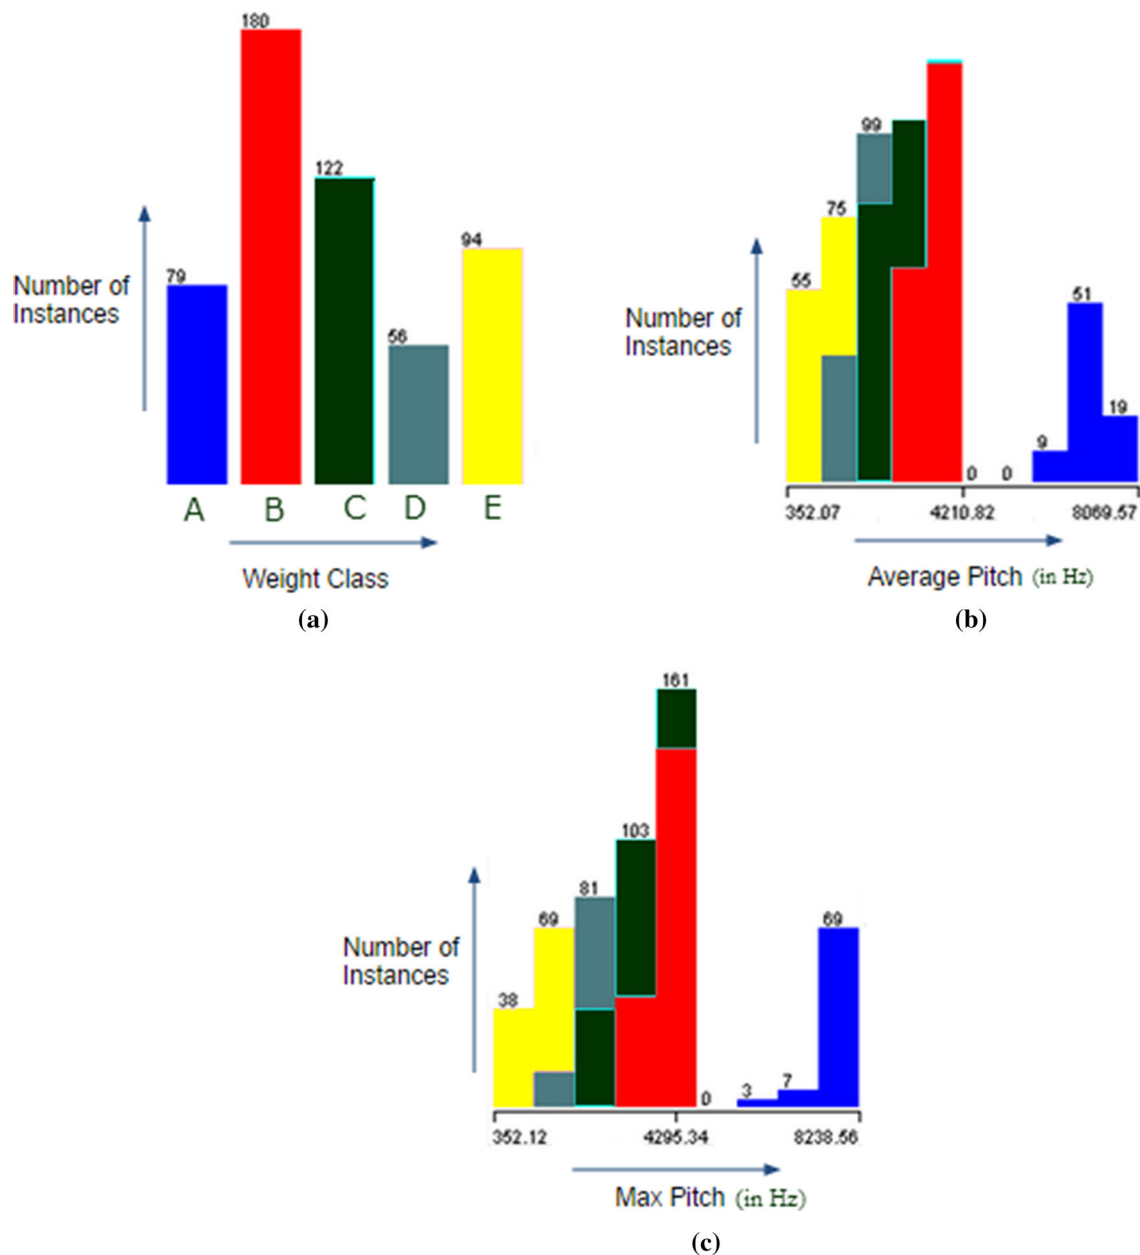 180
122
94
79
56
Number of
Instances
A B C D E
Weight Class
(a)
99
75
55
51
19
9
0 0
Number of
Instances
352.07 4210.82 8069.57
Average Pitch (in Hz)
(b)
161
103
81
69 69
38
7
3
0
Number of
Instances
352.12 4295.34 8238.56
Max Pitch (in Hz)
(c)